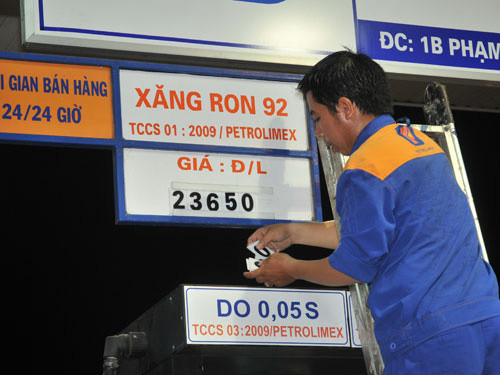 ĐC: 1B PHẠM
I GIAN BÁN HÀNG
24/24 GIỜ
XĂNG RON 92
TCCS 01 : 2009 / PETROLIMEX
GIÁ : Đ/L
23650
DO 0,05S
TCCS 03:2009/PETROLIMEX